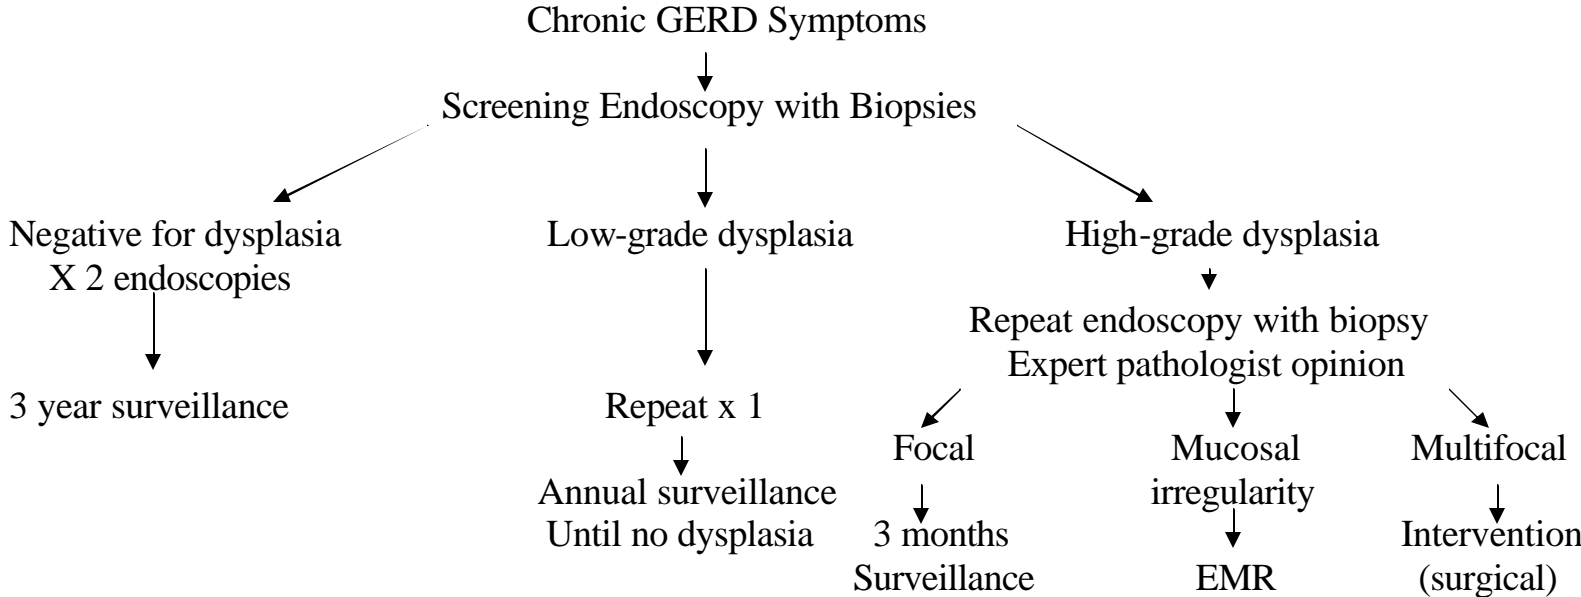 Chronic GERD Symptoms
Screening Endoscopy with Biopsies
Negative for dysplasia
X 2 endoscopies
3 year surveillance
Low-grade dysplasia
Repeat x 1
Annual surveillance
Until no dysplasia
High-grade dysplasia
Repeat endoscopy with biopsy
Expert pathologist opinion
Focal
3 months
Surveillance
Mucosal
irregularity
EMR
Multifocal
Intervention
(surgical)